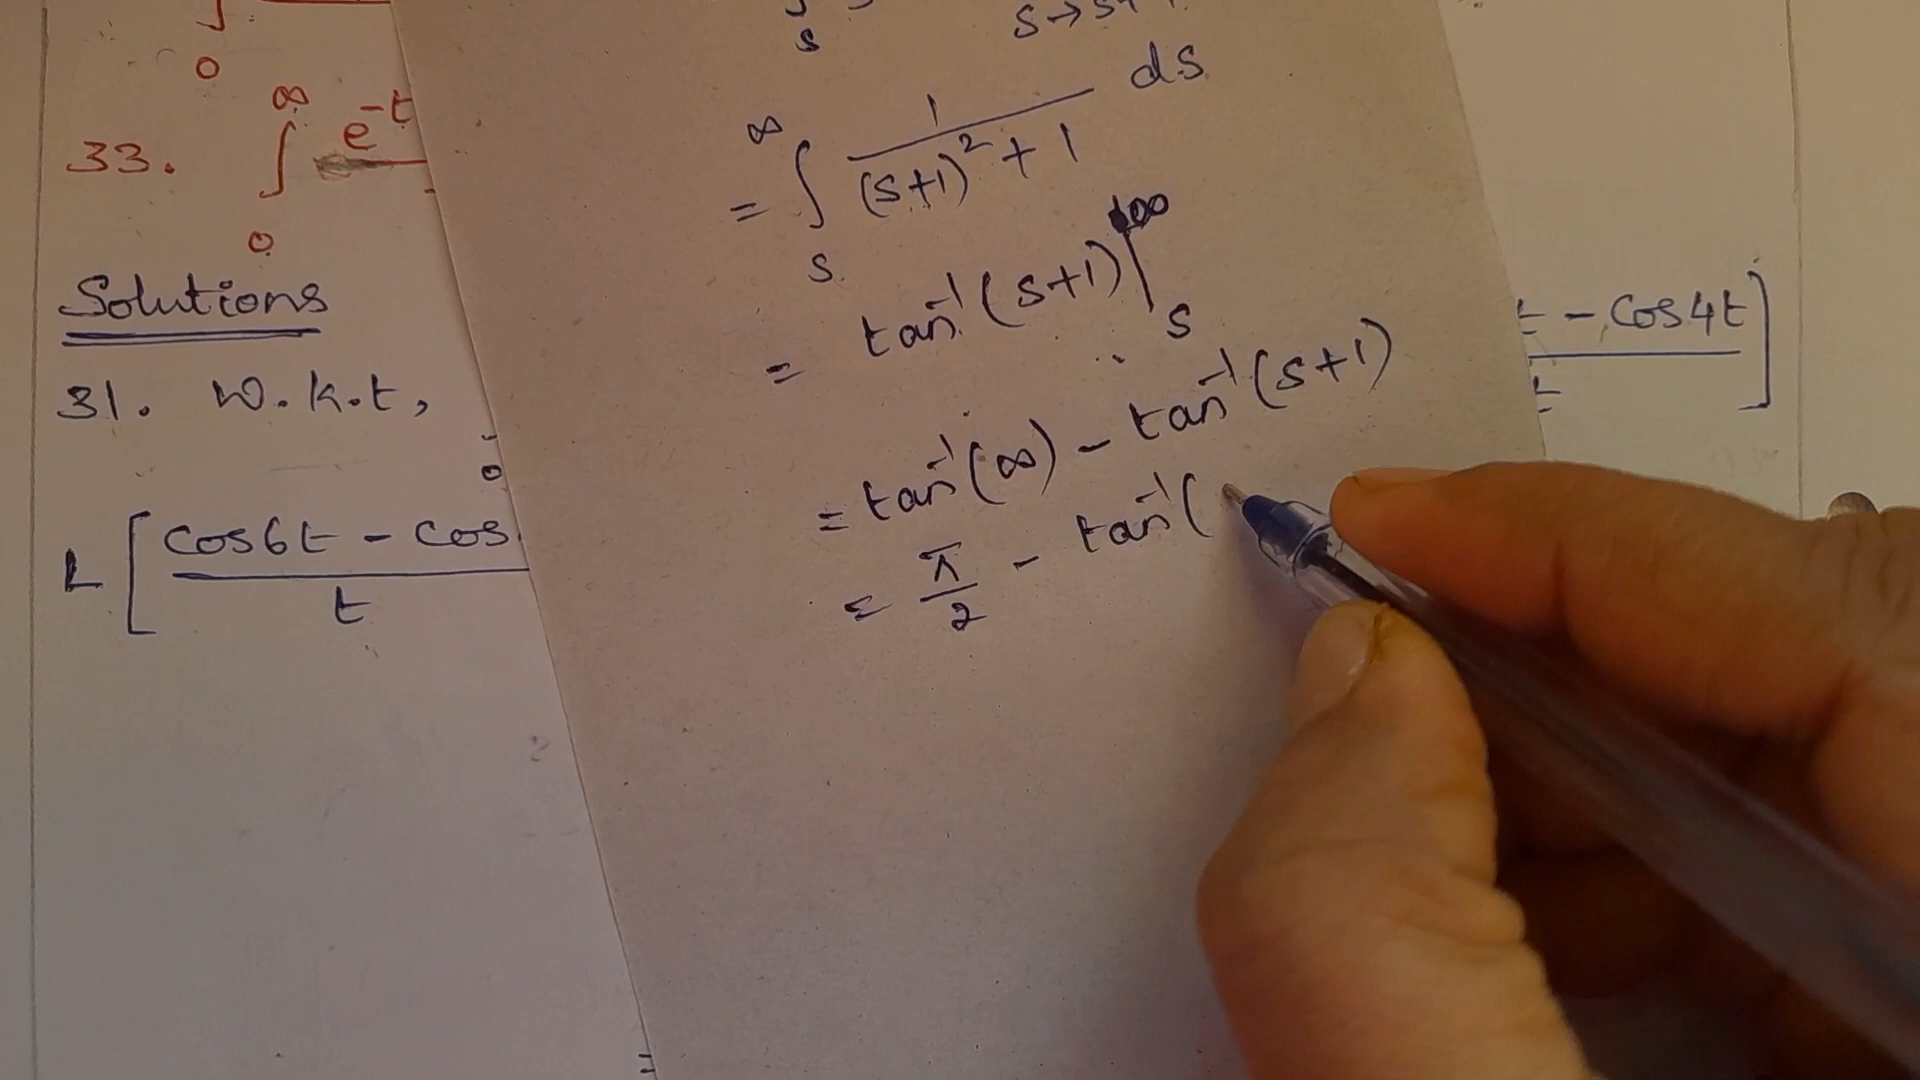 ∫
0
33. ∫₀^∞ e^-t
Solutions
31. W.K.t,
L [ cos6t - cos
t
s
s→s+1
= ∫ₛ^∞ 1/((s+1)² + 1) ds
= tan⁻¹(s+1) |ₛ^∞
= tan⁻¹(∞) - tan⁻¹(s+1)
= π/2 - tan⁻¹(
t - cos4t ]
t